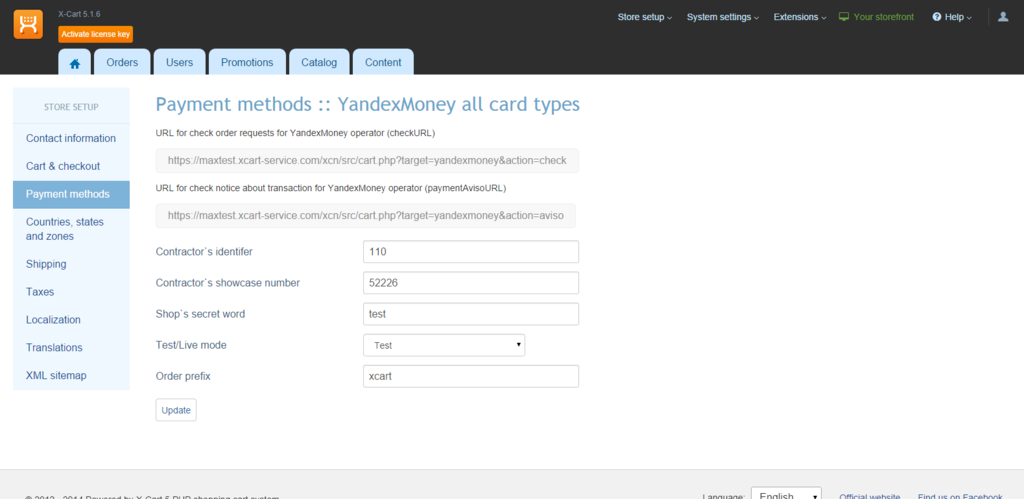 X-Cart 5.1.6
Activate license key
Store setup
System settings
Extensions
Your storefront
Help
Orders
Users
Promotions
Catalog
Content
STORE SETUP
Contact information
Cart & checkout
Payment methods
Countries, states
and zones
Shipping
Taxes
Localization
Translations
XML sitemap
Payment methods :: YandexMoney all card types
URL for check order requests for YandexMoney operator (checkURL)
https://maxtest.xcart-service.com/xcn/src/cart.php?target=yandexmoney&action=check
URL for check notice about transaction for YandexMoney operator (paymentAvisoURL)
https://maxtest.xcart-service.com/xcn/src/cart.php?target=yandexmoney&action=aviso
Contractor`s identifer 110
Contractor`s showcase number 52226
Shop`s secret word test
Test/Live mode Test
Order prefix xcart
Update
© 2012 - 2014 Powered by X-Cart 5 PHP shopping cart system
Language: English Official website Find us on Facebook